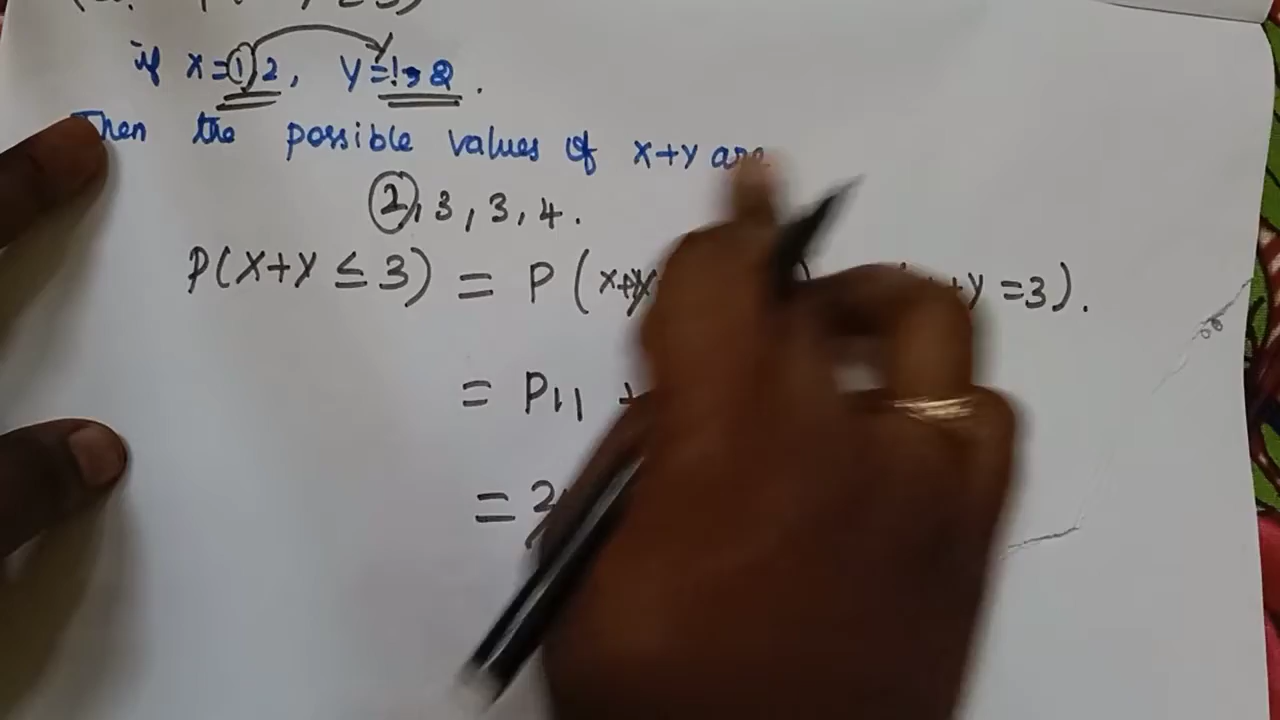 if X=1, 2, Y=1, 2.
Then the possible values of X+Y are
2, 3, 3, 4.
P(X+Y ≤ 3) = P(X+Y =3).
= P11 +
= 2